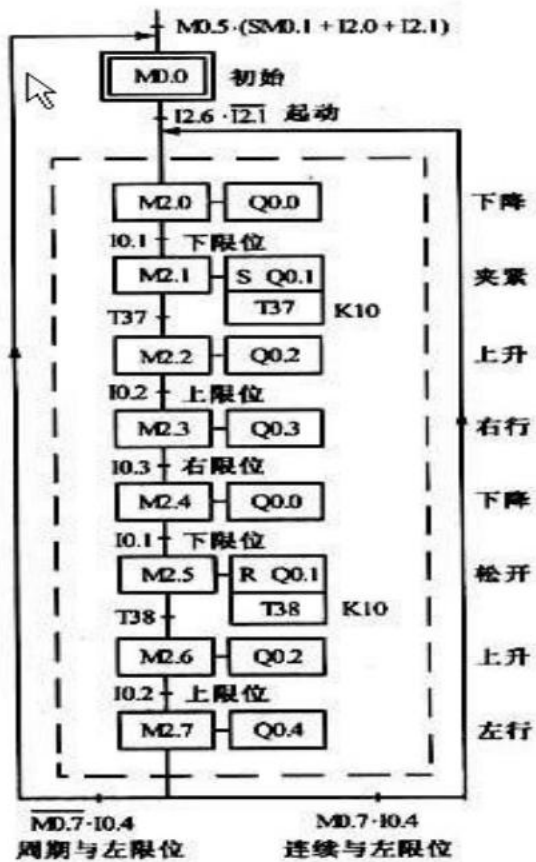 M0.5·(SM0.1+I2.0+I2.1)
M0.0 初始
I2.6·I2.1 起动
M2.0 Q0.0 下降
I0.1 下限位
M2.1 S Q0.1 夹紧
T37 T37 K10
M2.2 Q0.2 上升
I0.2 上限位
M2.3 Q0.3 右行
I0.3 右限位
M2.4 Q0.0 下降
I0.1 下限位
M2.5 R Q0.1 松开
T38 T38 K10
M2.6 Q0.2 上升
I0.2 上限位
M2.7 Q0.4 左行
M0.7·I0.4 M0.7·I0.4
周期与左限位 连续与左限位